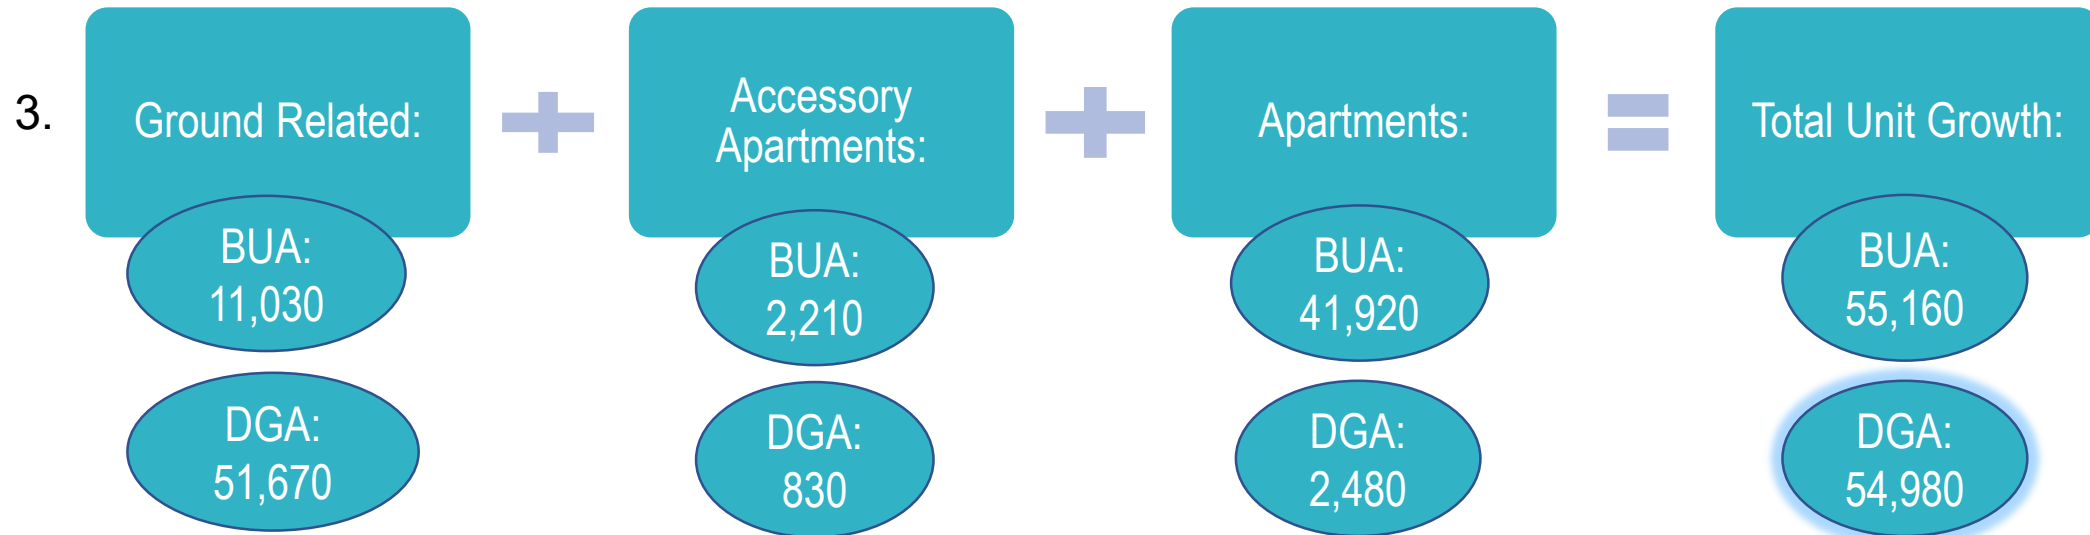 3.
Ground Related:
Accessory
Apartments:
Apartments:
Total Unit Growth:
BUA:
11,030
BUA:
2,210
BUA:
41,920
BUA:
55,160
DGA:
51,670
DGA:
830
DGA:
2,480
DGA:
54,980